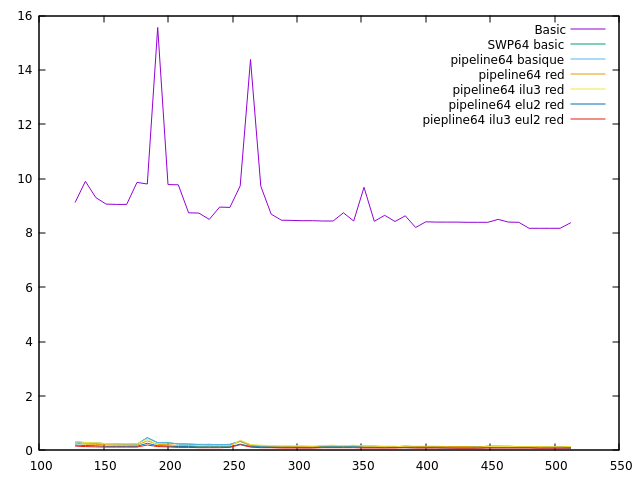 16
14
12
10
8
6
4
2
0
100
150
200
250
300
350
400
450
500
550
Basic
SWP64 basic
pipeline64 basique
pipeline64 red
pipeline64 ilu3 red
pipeline64 elu2 red
piepline64 ilu3 eul2 red